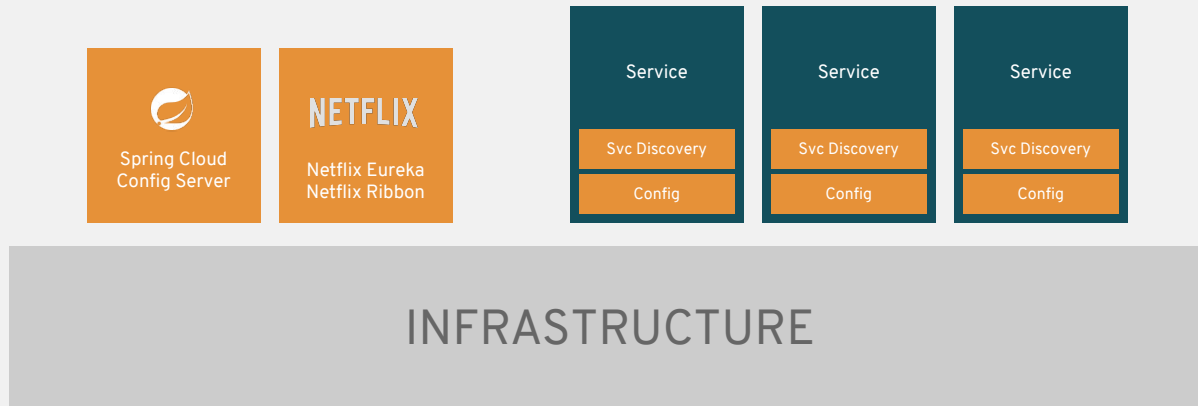 NETFLIX
Spring Cloud
Config Server
Netflix Eureka
Netflix Ribbon
Service
Svc Discovery
Config
Service
Svc Discovery
Config
Service
Svc Discovery
Config
INFRASTRUCTURE